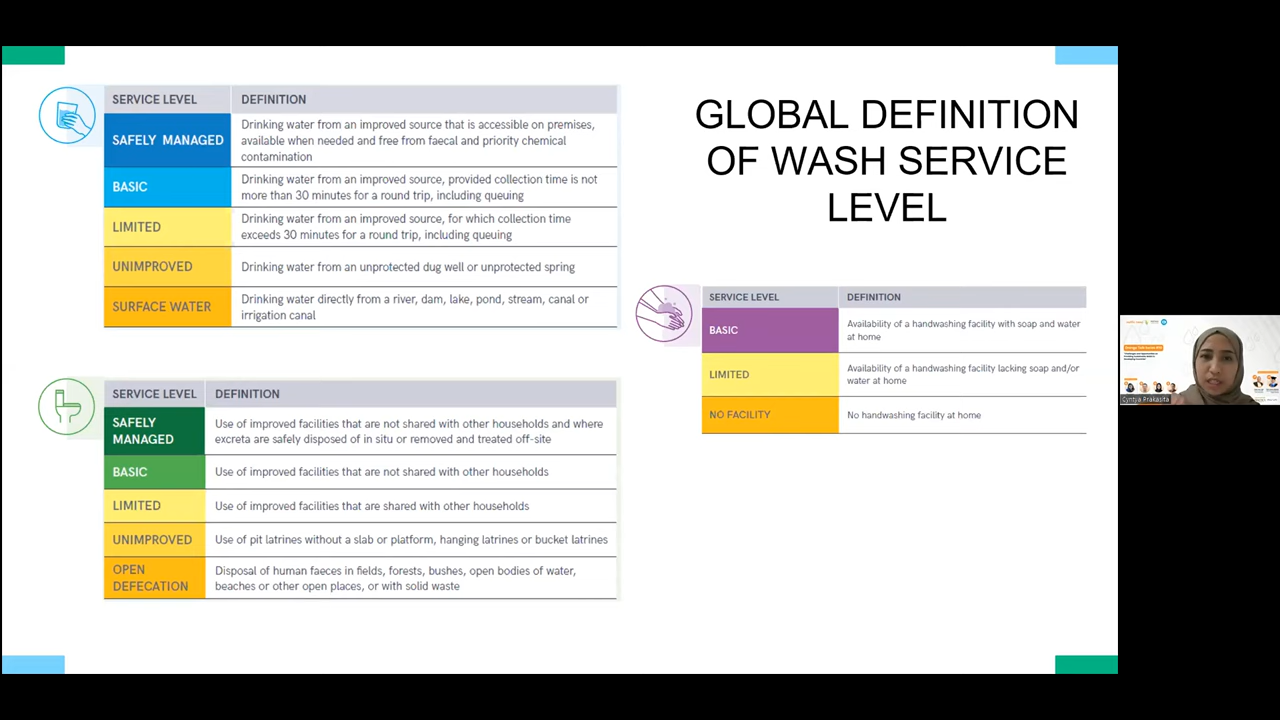 SERVICE LEVEL DEFINITION
SAFELY MANAGED
Drinking water from an improved source that is accessible on premises,
available when needed and free from faecal and priority chemical
contamination
BASIC
Drinking water from an improved source, provided collection time is not
more than 30 minutes for a round trip, including queuing
LIMITED
Drinking water from an improved source, for which collection time
exceeds 30 minutes for a round trip, including queuing
UNIMPROVED
Drinking water from an unprotected dug well or unprotected spring
SURFACE WATER
Drinking water directly from a river, dam, lake, pond, stream, canal or
irrigation canal
SERVICE LEVEL DEFINITION
SAFELY
MANAGED
Use of improved facilities that are not shared with other households and where
excreta are safely disposed of in situ or removed and treated off-site
BASIC
Use of improved facilities that are not shared with other households
LIMITED
Use of improved facilities that are shared with other households
UNIMPROVED
Use of pit latrines without a slab or platform, hanging latrines or bucket latrines
OPEN
DEFECATION
Disposal of human faeces in fields, forests, bushes, open bodies of water,
beaches or other open places, or with solid waste
GLOBAL DEFINITION
OF WASH SERVICE
LEVEL
SERVICE LEVEL DEFINITION
BASIC
Availability of a handwashing facility with soap and water
at home
LIMITED
Availability of a handwashing facility lacking soap and/or
water at home
NO FACILITY
No handwashing facility at home
Cyntya Prakasita